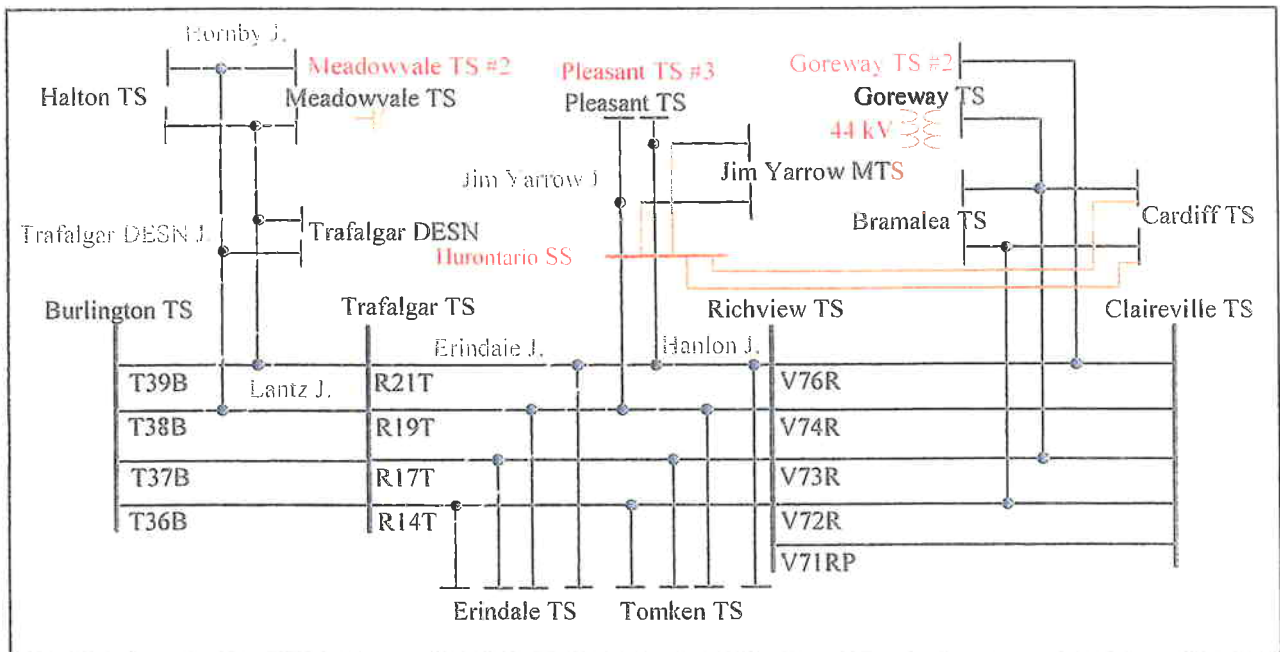 Hornby J.
Meadowvale TS #2
Pleasant TS #3
Goreway TS #2
Halton TS
Meadowvale TS
Pleasant TS
Goreway TS
44 kV
Jim Yarrow J
Jim Yarrow MTS
Trafalgar DESN J.
Trafalgar DESN
Bramalea TS
Cardiff TS
Hurontario SS
Burlington TS
Trafalgar TS
Richview TS
Claireville TS
Erindale J.
Hanlon J.
T39B
Lantz J.
R21T
V76R
T38B
R19T
V74R
T37B
R17T
V73R
T36B
R14T
V72R
V71RP
Erindale TS
Tomken TS